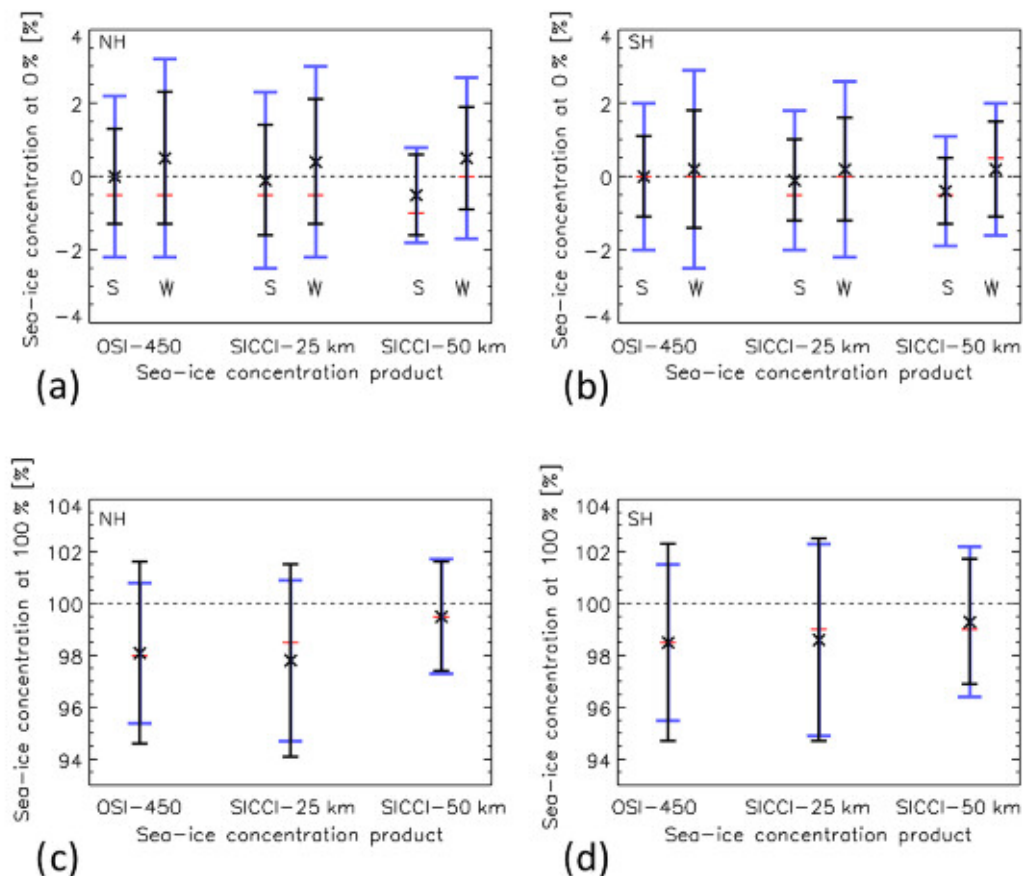 Sea-ice concentration at 0% [%]
4
2
0
-2
-4
NH
S W S W S W
OSI-450 SICCI-25 km SICCI-50 km
Sea-ice concentration product
(a)
Sea-ice concentration at 0% [%]
4
2
0
-2
-4
SH
S W S W S W
OSI-450 SICCI-25 km SICCI-50 km
Sea-ice concentration product
(b)
Sea-ice concentration at 100% [%]
104
102
100
98
96
94
NH
OSI-450 SICCI-25 km SICCI-50 km
Sea-ice concentration product
(c)
Sea-ice concentration at 100% [%]
104
102
100
98
96
94
SH
OSI-450 SICCI-25 km SICCI-50 km
Sea-ice concentration product
(d)